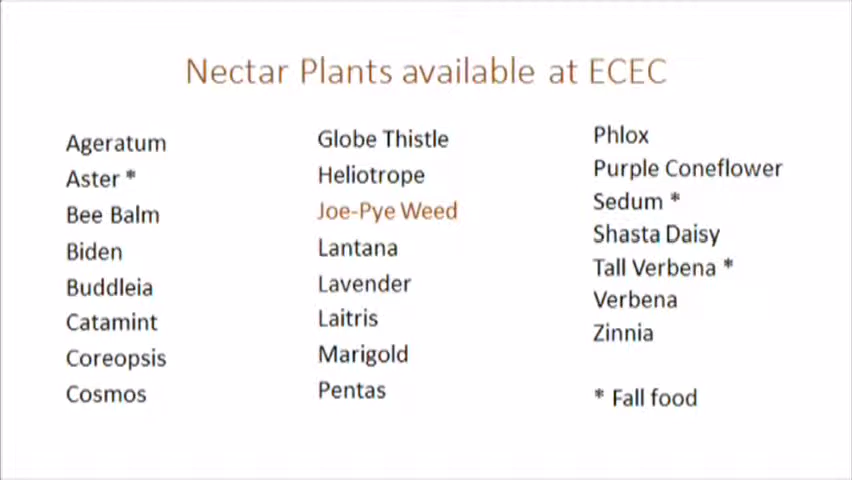 Nectar Plants available at ECEC
Ageratum
Aster *
Bee Balm
Biden
Buddleia
Catamint
Coreopsis
Cosmos
Globe Thistle
Heliotrope
Joe-Pye Weed
Lantana
Lavender
Laitris
Marigold
Pentas
Phlox
Purple Coneflower
Sedum *
Shasta Daisy
Tall Verbena *
Verbena
Zinnia
* Fall food